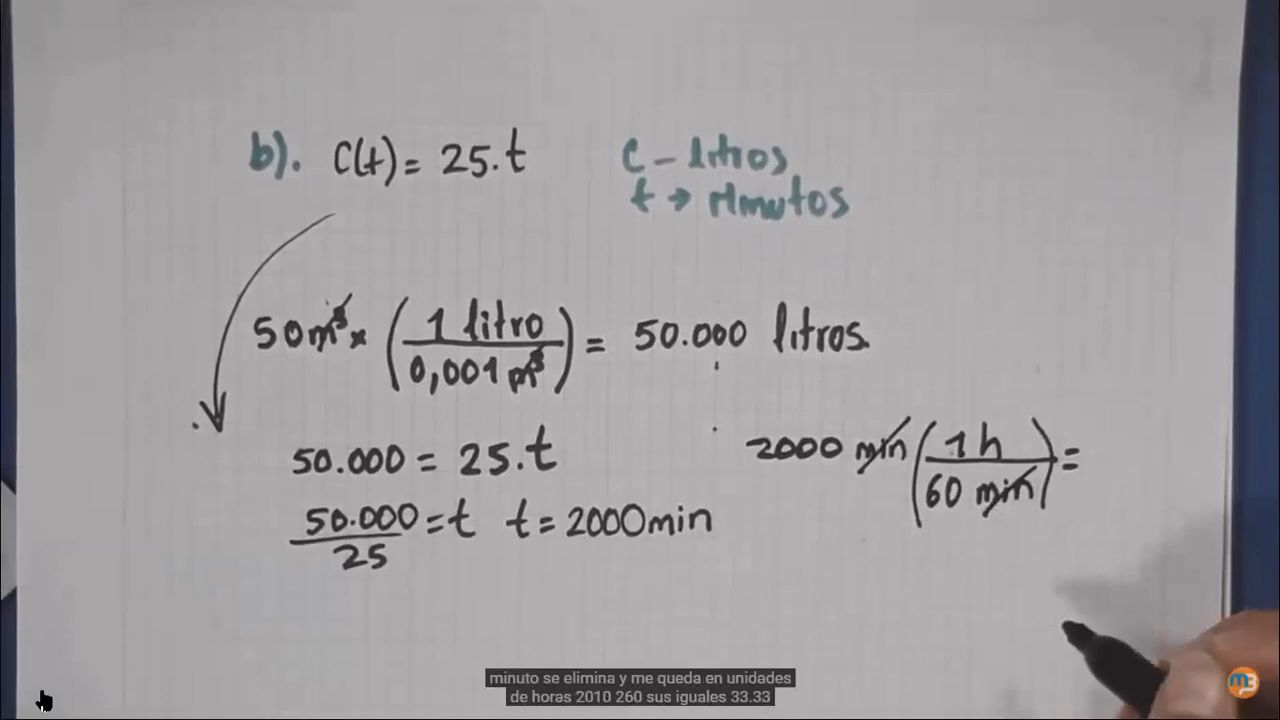 b). C(t) = 25.t
C - litros
t → Minutos
50m³ x (1 litro / 0,001 m³) = 50.000 litros.
50.000 = 25.t
50.000 / 25 = t t = 2000min
2000 min (1h / 60 min) =
minuto se elimina y me queda en unidades
de horas 2010 260 sus iguales 33.33